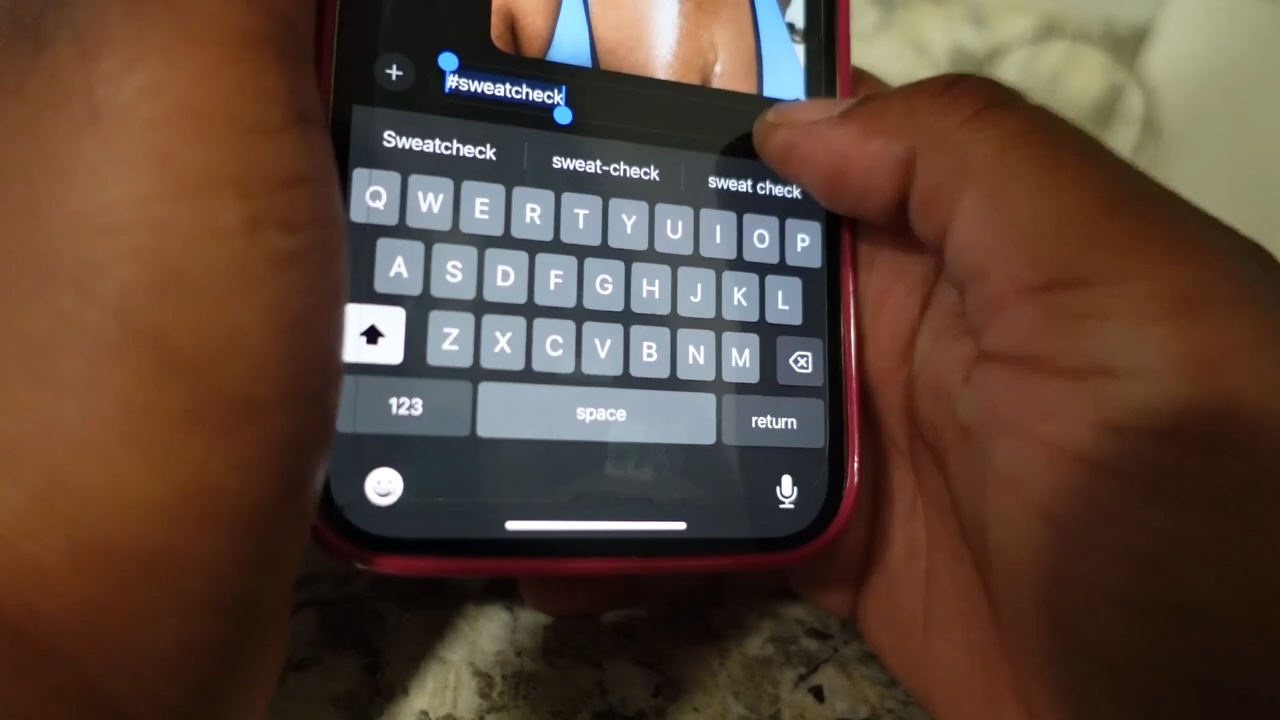 #sweatcheck
Sweatcheck sweat-check sweat check
Q W E R T Y U I O P
A S D F G H J K L
Z X C V B N M
123 space return